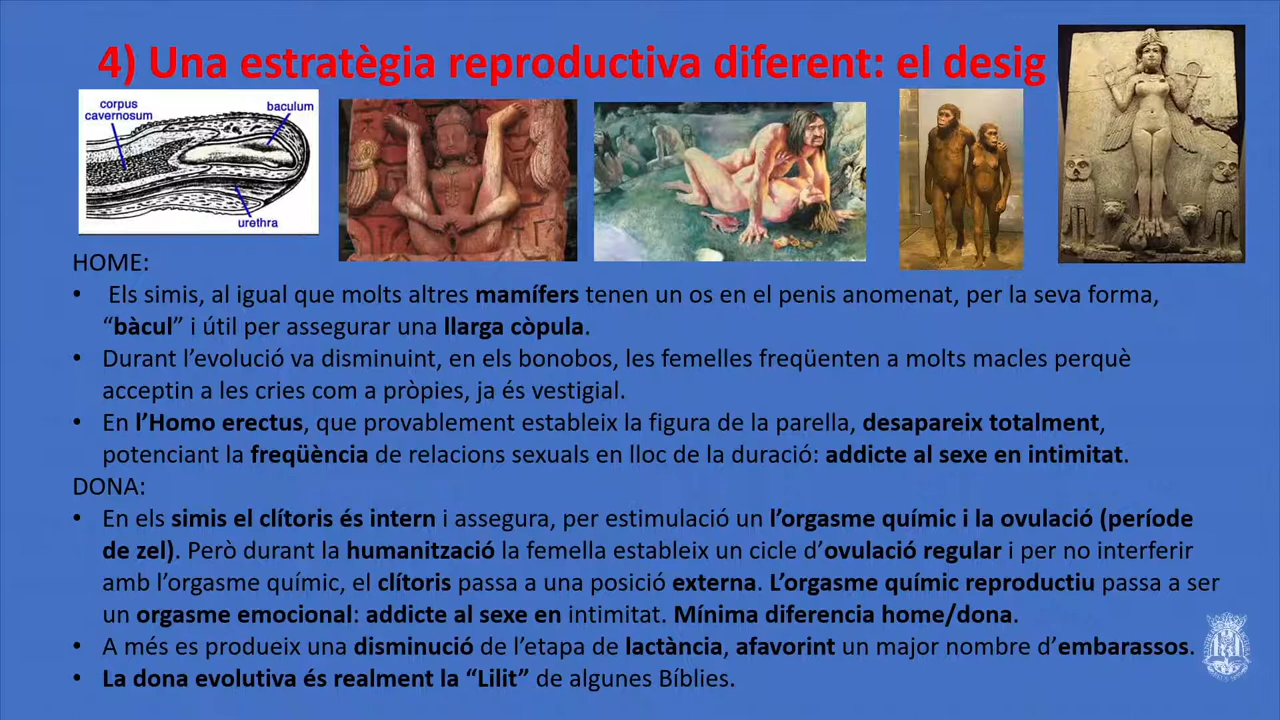 4) Una estratègia reproductiva diferent: el desig
corpus
cavernosum
baculum
urethra
HOME:
• Els simis, al igual que molts altres mamífers tenen un os en el penis anomenat, per la seva forma,
“bàcul” i útil per assegurar una llarga còpula.
• Durant l’evolució va disminuint, en els bonobos, les femelles freqüenten a molts macles perquè
acceptin a les cries com a pròpies, ja és vestigial.
• En l’Homo erectus, que provablement estableix la figura de la parella, desapareix totalment,
potenciant la freqüència de relacions sexuals en lloc de la duració: addicte al sexe en intimitat.
DONA:
• En els simis el clítoris és intern i assegura, per estimulació un l’orgasme químic i la ovulació (període
de zel). Però durant la humanització la femella estableix un cicle d’ovulació regular i per no interferir
amb l’orgasme químic, el clítoris passa a una posició externa. L’orgasme químic reproductiu passa a ser
un orgasme emocional: addicte al sexe en intimitat. Mínima diferencia home/dona.
• A més es produeix una disminució de l’etapa de lactància, afavorint un major nombre d’embarassos.
• La dona evolutiva és realment la “Lilit” de algunes Bíblies.